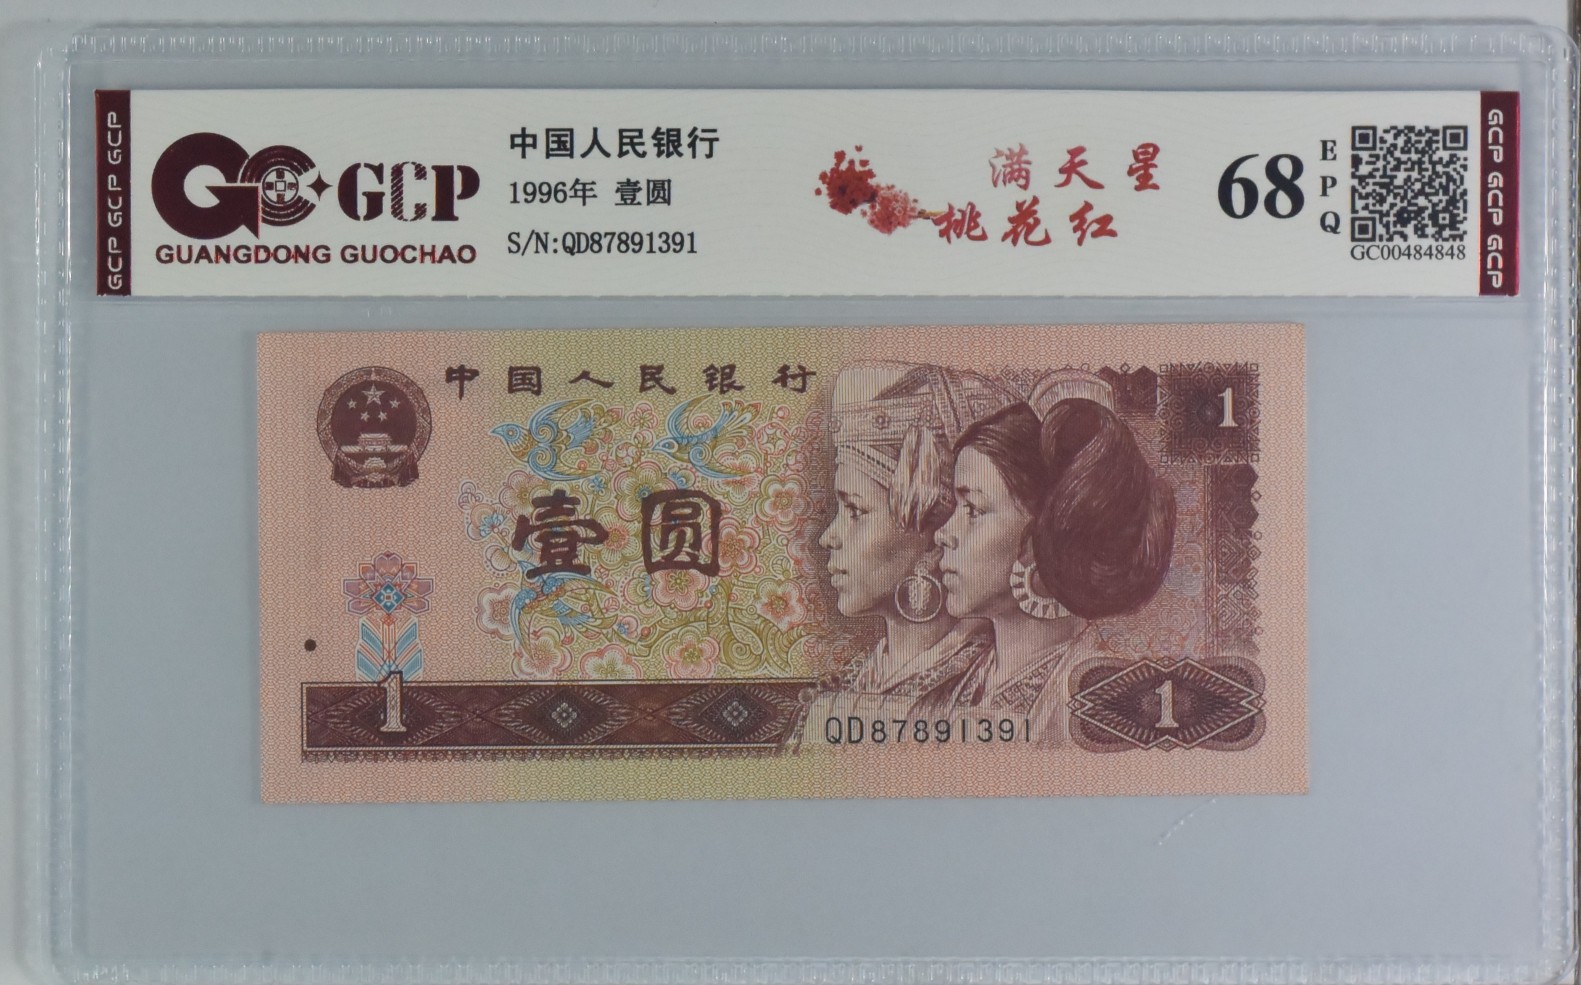 GCP GCP GCP
GCP
GUANGDONG GUOCHAO
中国人民银行
1996年 壹圆
S/N:QD87891391
满天星
桃花红
68
EPQ
GC00484848
GCP GCP GCP GCP
中国人民银行
1
壹圆
1
QD87891391
1